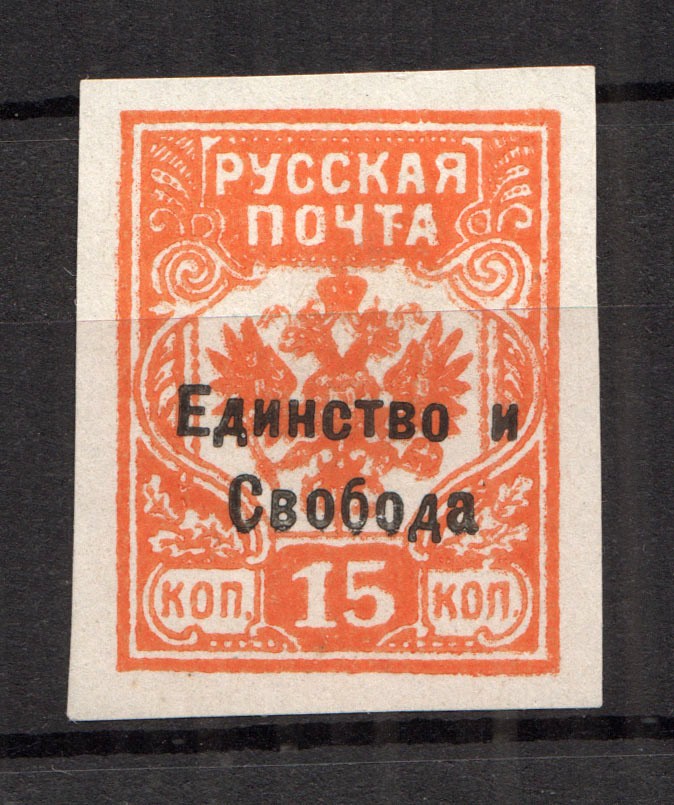 РУССКАЯ
ПОЧТА
Единство и
Свобода
КОП. 15 КОП.